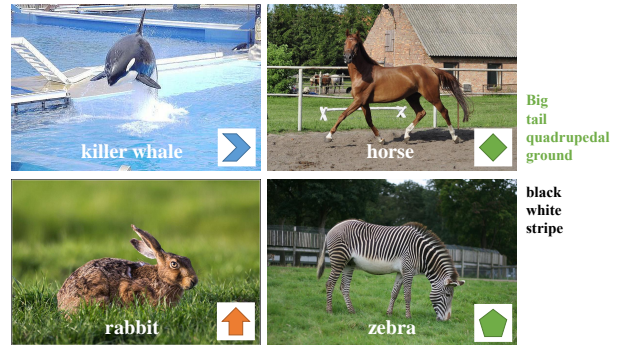 killer whale
horse
Big
tail
quadrupedal
ground
black
white
stripe
rabbit
zebra